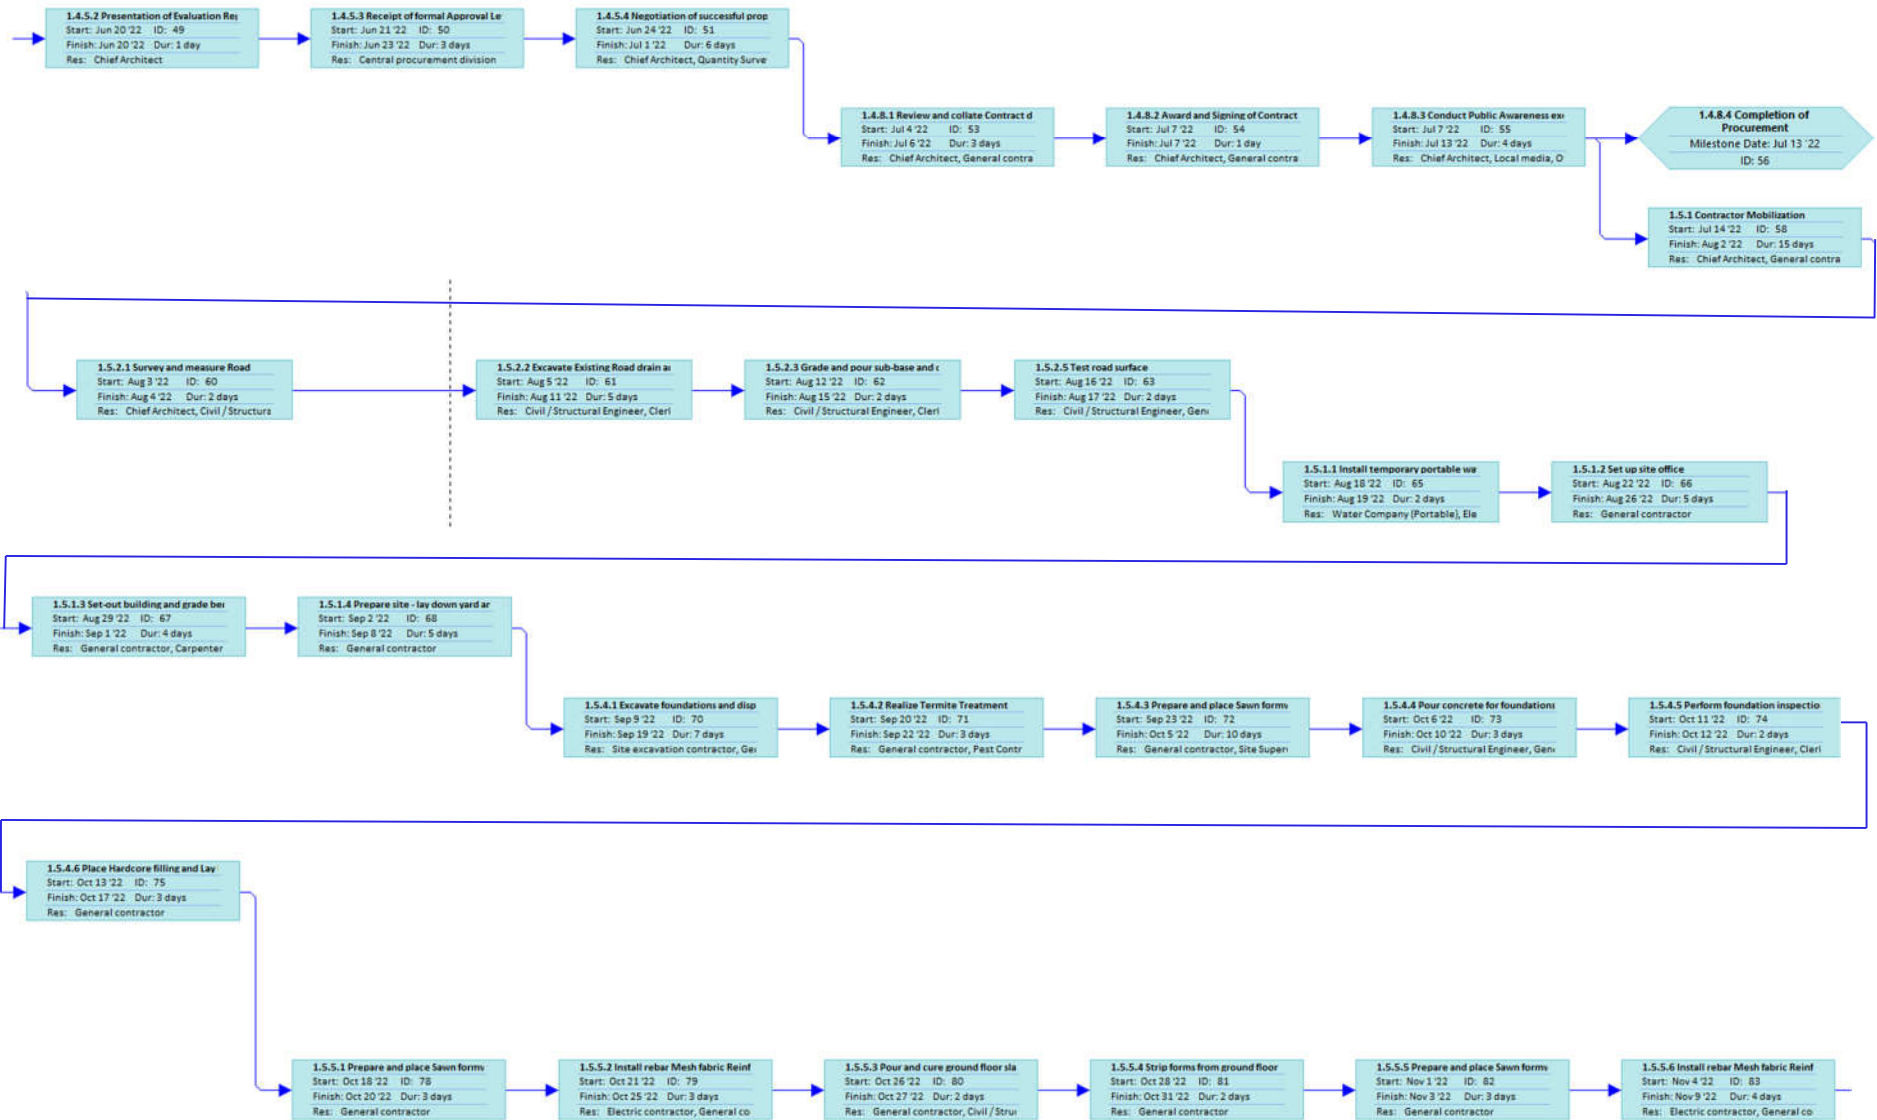 1.4.5.2 Presentation of Evaluation Rep
Start: Jun 20 '22 ID: 49
Finish: Jun 20 '22 Dur: 1 day
Res: Chief Architect
1.4.5.3 Receipt of formal Approval Le
Start: Jun 21 '22 ID: 50
Finish: Jun 23 '22 Dur: 3 days
Res: Central procurement division
1.4.5.4 Negotiation of successful prop
Start: Jun 24 '22 ID: 51
Finish: Jul 1 '22 Dur: 6 days
Res: Chief Architect, Quantity Surve
1.4.8.1 Review and collate Contract d
Start: Jul 4 '22 ID: 53
Finish: Jul 6 '22 Dur: 3 days
Res: Chief Architect, General contra
1.4.8.2 Award and Signing of Contract
Start: Jul 7 '22 ID: 54
Finish: Jul 7 '22 Dur: 1 day
Res: Chief Architect, General contra
1.4.8.3 Conduct Public Awareness exe
Start: Jul 7 '22 ID: 55
Finish: Jul 13 '22 Dur: 4 days
Res: Chief Architect, Local media, O
1.4.8.4 Completion of
Procurement
Milestone Date: Jul 13 '22
ID: 56
1.5.1 Contractor Mobilization
Start: Jul 14 '22 ID: 58
Finish: Aug 2 '22 Dur: 15 days
Res: Chief Architect, General contra
1.5.2.1 Survey and measure Road
Start: Aug 3 '22 ID: 60
Finish: Aug 4 '22 Dur: 2 days
Res: Chief Architect, Civil / Structura
1.5.2.2 Excavate Existing Road drain a
Start: Aug 5 '22 ID: 61
Finish: Aug 11 '22 Dur: 5 days
Res: Civil / Structural Engineer, Cler
1.5.2.3 Grade and pour sub-base and c
Start: Aug 12 '22 ID: 62
Finish: Aug 15 '22 Dur: 2 days
Res: Civil / Structural Engineer, Cler
1.5.2.5 Test road surface
Start: Aug 16 '22 ID: 63
Finish: Aug 17 '22 Dur: 2 days
Res: Civil / Structural Engineer, Gen
1.5.1.1 Install temporary portable wa
Start: Aug 18 '22 ID: 65
Finish: Aug 19 '22 Dur: 2 days
Res: Water Company (Portable), Ele
1.5.1.2 Set up site office
Start: Aug 22 '22 ID: 66
Finish: Aug 26 '22 Dur: 5 days
Res: General contractor
1.5.1.3 Set-out building and grade be
Start: Aug 29 '22 ID: 67
Finish: Sep 1 '22 Dur: 4 days
Res: General contractor, Carpenter
1.5.1.4 Prepare site - lay down yard ar
Start: Sep 2 '22 ID: 68
Finish: Sep 8 '22 Dur: 5 days
Res: General contractor
1.5.4.1 Excavate foundations and disp
Start: Sep 9 '22 ID: 70
Finish: Sep 19 '22 Dur: 7 days
Res: Site excavation contractor, Ge
1.5.4.2 Realize Termite Treatment
Start: Sep 20 '22 ID: 71
Finish: Sep 22 '22 Dur: 3 days
Res: General contractor, Pest Contr
1.5.4.3 Prepare and place Sawn formw
Start: Sep 23 '22 ID: 72
Finish: Oct 5 '22 Dur: 10 days
Res: General contractor, Site Super
1.5.4.4 Pour concrete for foundations
Start: Oct 6 '22 ID: 73
Finish: Oct 10 '22 Dur: 3 days
Res: Civil / Structural Engineer, Gen
1.5.4.5 Perform foundation inspectio
Start: Oct 11 '22 ID: 74
Finish: Oct 12 '22 Dur: 2 days
Res: Civil / Structural Engineer, Cler
1.5.4.6 Place Hardcore filling and Lay
Start: Oct 13 '22 ID: 75
Finish: Oct 17 '22 Dur: 3 days
Res: General contractor
1.5.5.1 Prepare and place Sawn formw
Start: Oct 18 '22 ID: 78
Finish: Oct 20 '22 Dur: 3 days
Res: General contractor
1.5.5.2 Install rebar Mesh fabric Reinf
Start: Oct 21 '22 ID: 79
Finish: Oct 25 '22 Dur: 3 days
Res: Electric contractor, General co
1.5.5.3 Pour and cure ground floor sla
Start: Oct 26 '22 ID: 80
Finish: Oct 27 '22 Dur: 2 days
Res: General contractor, Civil / Stru
1.5.5.4 Strip forms from ground floor
Start: Oct 28 '22 ID: 81
Finish: Oct 31 '22 Dur: 2 days
Res: General contractor
1.5.5.5 Prepare and place Sawn formw
Start: Nov 1 '22 ID: 82
Finish: Nov 3 '22 Dur: 3 days
Res: General contractor
1.5.5.6 Install rebar Mesh fabric Reinf
Start: Nov 4 '22 ID: 83
Finish: Nov 9 '22 Dur: 4 days
Res: Electric contractor, General co